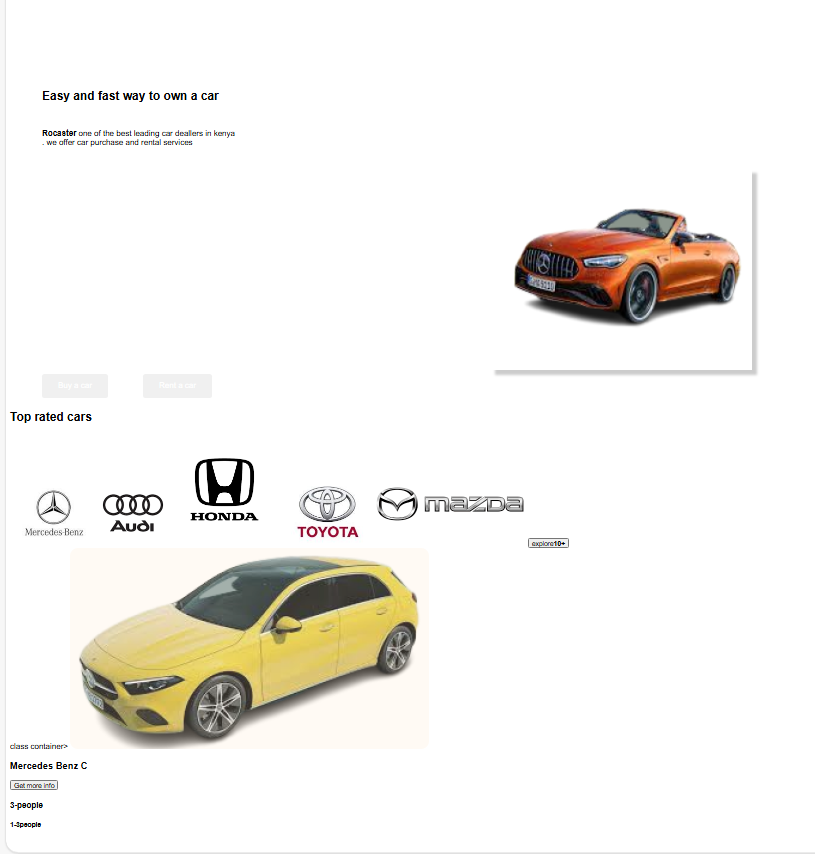 Easy and fast way to own a car
Rocaster one of the best leading car deallers in kenya
. we offer car purchase and rental services
Buy a car
Rent a car
Top rated cars
Mercedes-Benz
Audi
HONDA
TOYOTA
mazda
explore10+
class container>
Mercedes Benz C
Get more info
3-people
1-3people